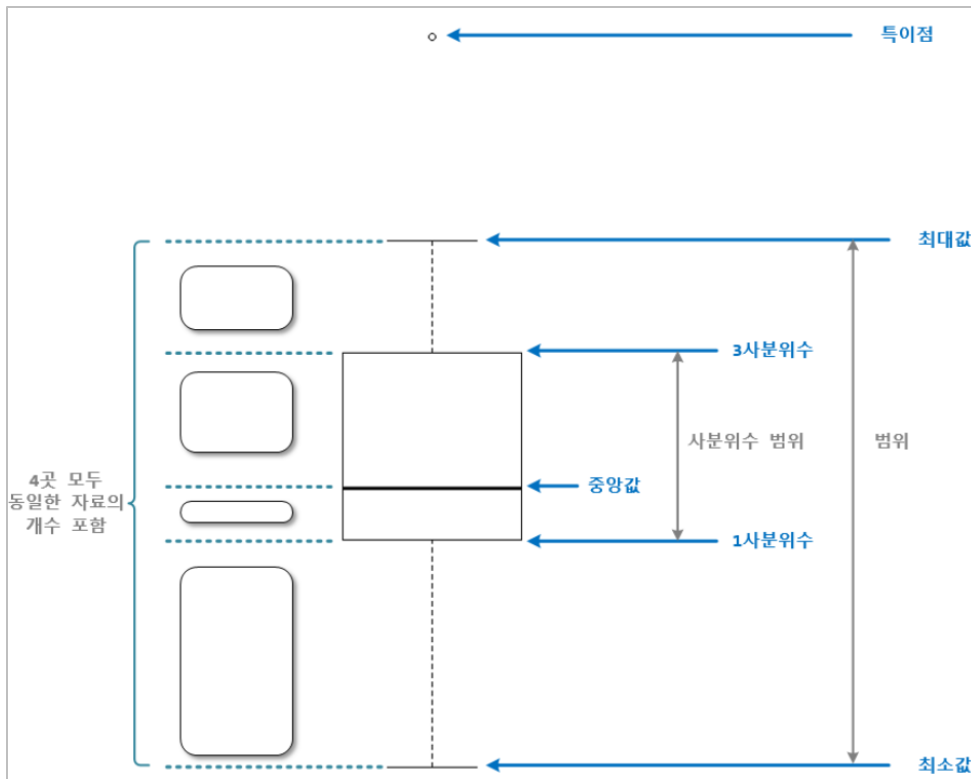 특이점
최대값
3사분위수
사분위수 범위
범위
4곳 모두
동일한 자료의
개수 포함
중앙값
1사분위수
최소값